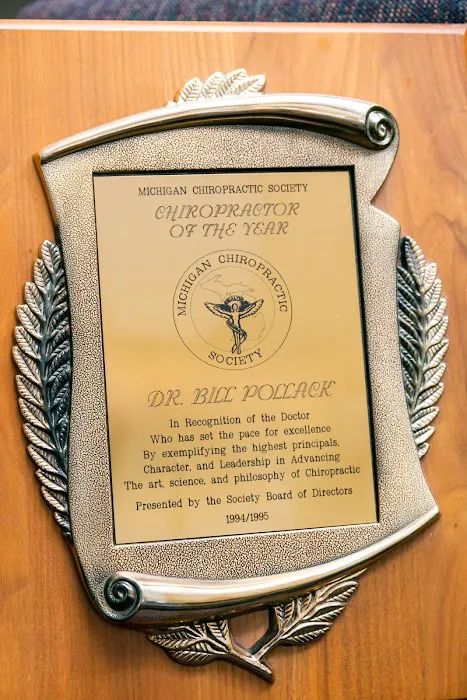 MICHIGAN CHIROPRACTIC SOCIETY
CHIROPRACTOR
OF THE YEAR
MICHIGAN CHIROPRACTIC
SOCIETY
DR. BILL POLLACK
In Recognition of the Doctor
Who has set the pace for excellence
By exemplifying the highest principals,
Character, and Leadership in Advancing
The art, science, and philosophy of Chiropractic
Presented by the Society Board of Directors
1994/1995